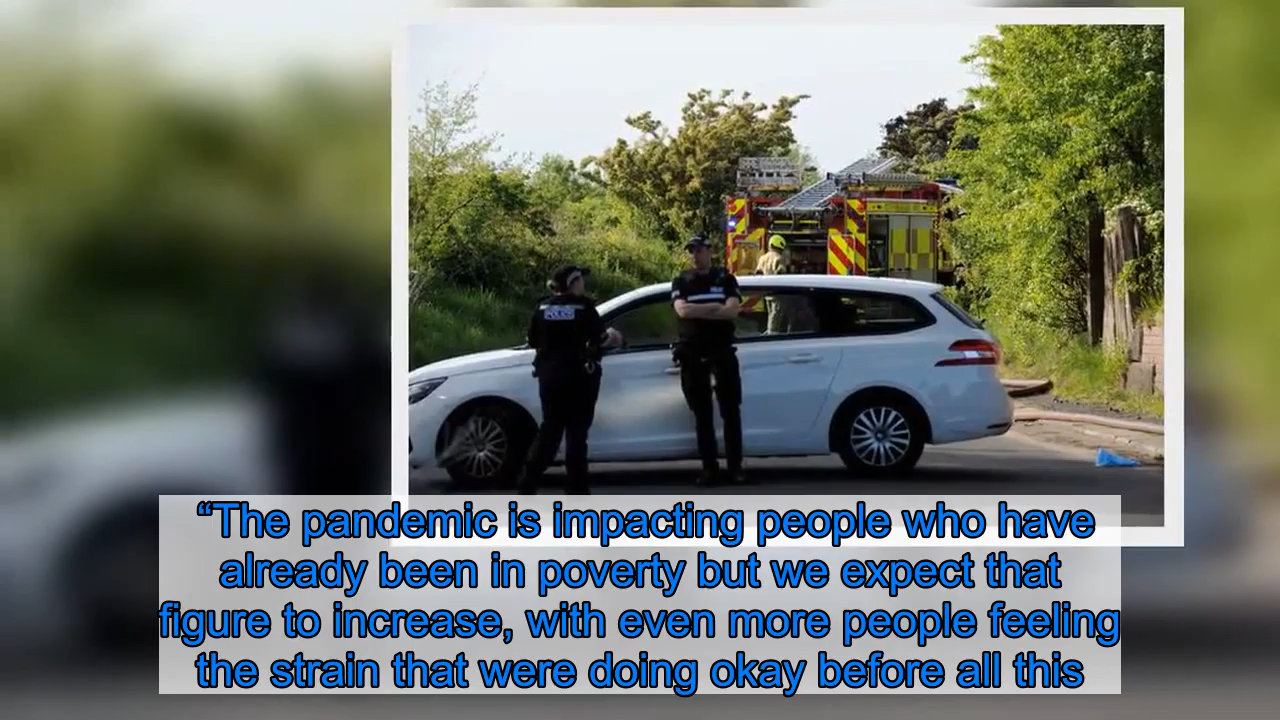 POLICE
“The pandemic is impacting people who have
already been in poverty but we expect that
figure to increase, with even more people feeling
the strain that were doing okay before all this